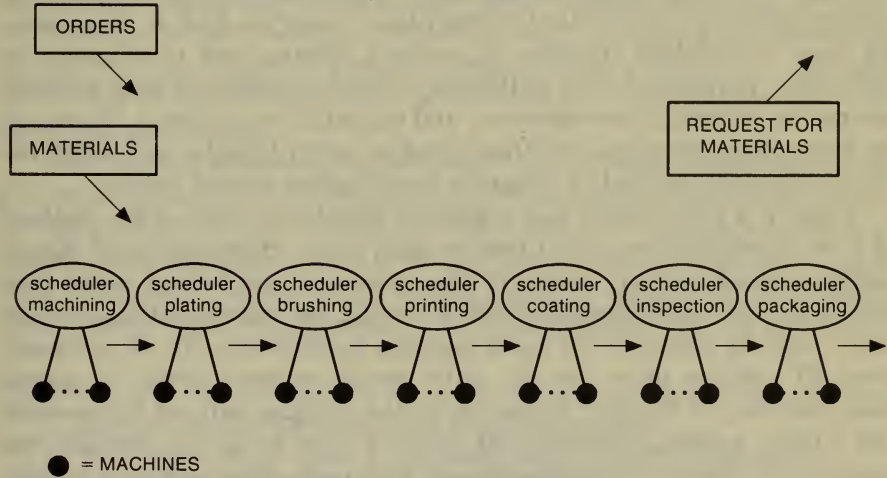 ORDERS
MATERIALS
REQUEST FOR
MATERIALS
scheduler
machining
scheduler
plating
scheduler
brushing
scheduler
printing
scheduler
coating
scheduler
inspection
scheduler
packaging
= MACHINES